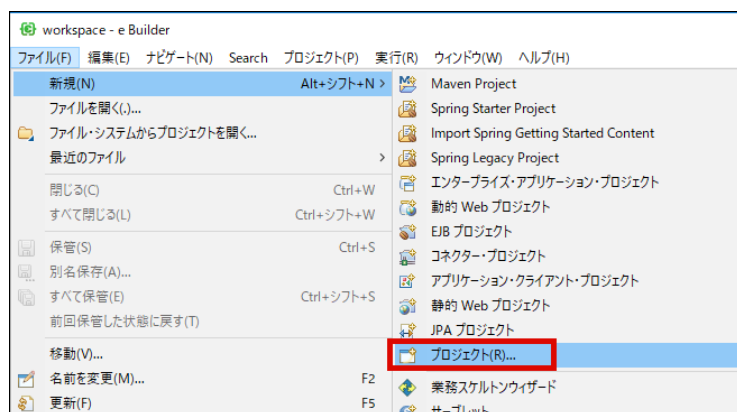 workspace - e Builder
ファイル(F) 編集(E) ナビゲート(N) Search プロジェクト(P) 実行(R) ウィンドウ(W) ヘルプ(H)
新規(N) Alt+シフト+N >
ファイルを開く(.)...
ファイル・システムからプロジェクトを開く...
最近のファイル >
閉じる(C) Ctrl+W
すべて閉じる(L) Ctrl+シフト+W
保管(S) Ctrl+S
別名保存(A)...
すべて保管(E) Ctrl+シフト+S
前回保管した状態に戻す(T)
移動(V)...
名前を変更(M)... F2
更新(F) F5
Maven Project
Spring Starter Project
Import Spring Getting Started Content
Spring Legacy Project
エンタープライズ・アプリケーション・プロジェクト
動的 Web プロジェクト
EJB プロジェクト
コネクター・プロジェクト
アプリケーション・クライアント・プロジェクト
静的 Web プロジェクト
JPA プロジェクト
プロジェクト(R)...
業務スケルトンウィザード
サーブレット